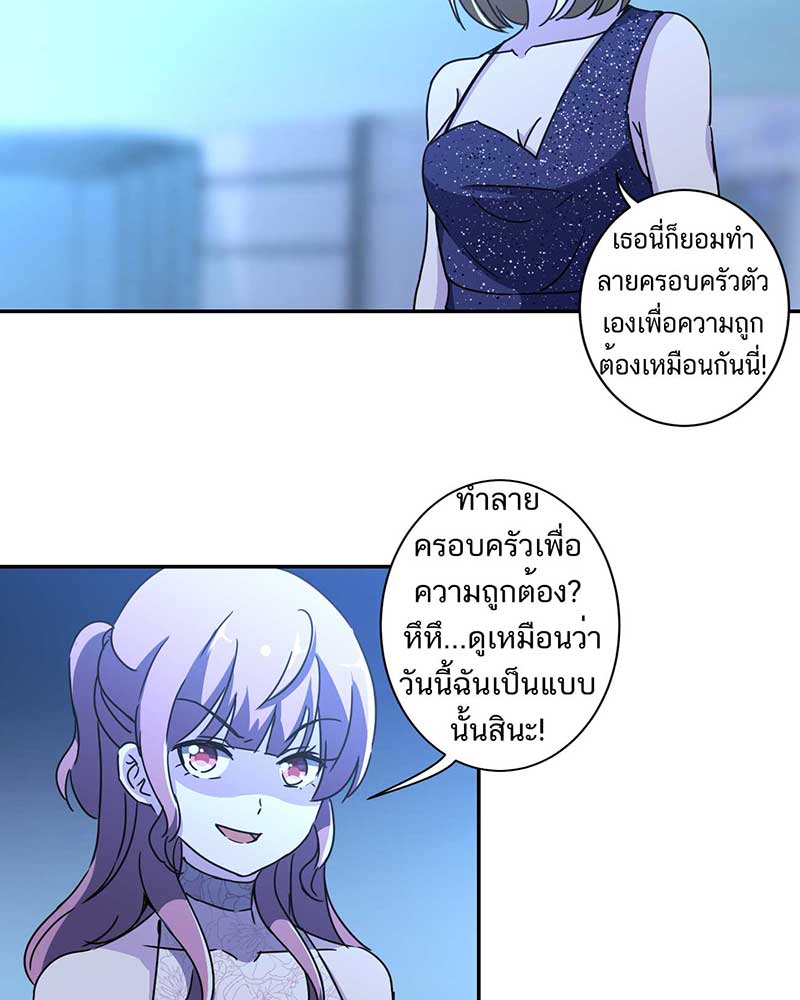 เธอนี่ก็ยอมทำ
ลายครอบครัวตัว
เองเพื่อความถูก
ต้องเหมือนกันนี่!
ทำลาย
ครอบครัวเพื่อ
ความถูกต้อง?
หึหึ...ดูเหมือนว่า
วันนี้ฉันเป็นแบบ
นั้นสินะ!